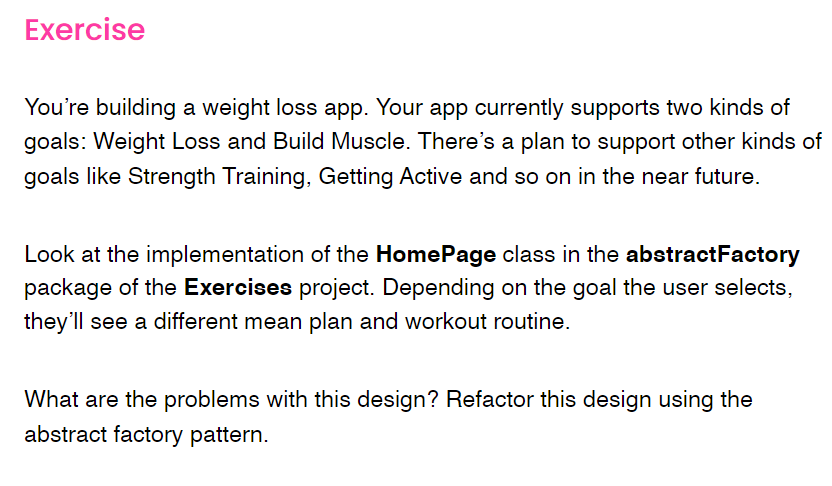 Exercise
You’re building a weight loss app. Your app currently supports two kinds of
goals: Weight Loss and Build Muscle. There’s a plan to support other kinds of
goals like Strength Training, Getting Active and so on in the near future.
Look at the implementation of the HomePage class in the abstractFactory
package of the Exercises project. Depending on the goal the user selects,
they’ll see a different mean plan and workout routine.
What are the problems with this design? Refactor this design using the
abstract factory pattern.